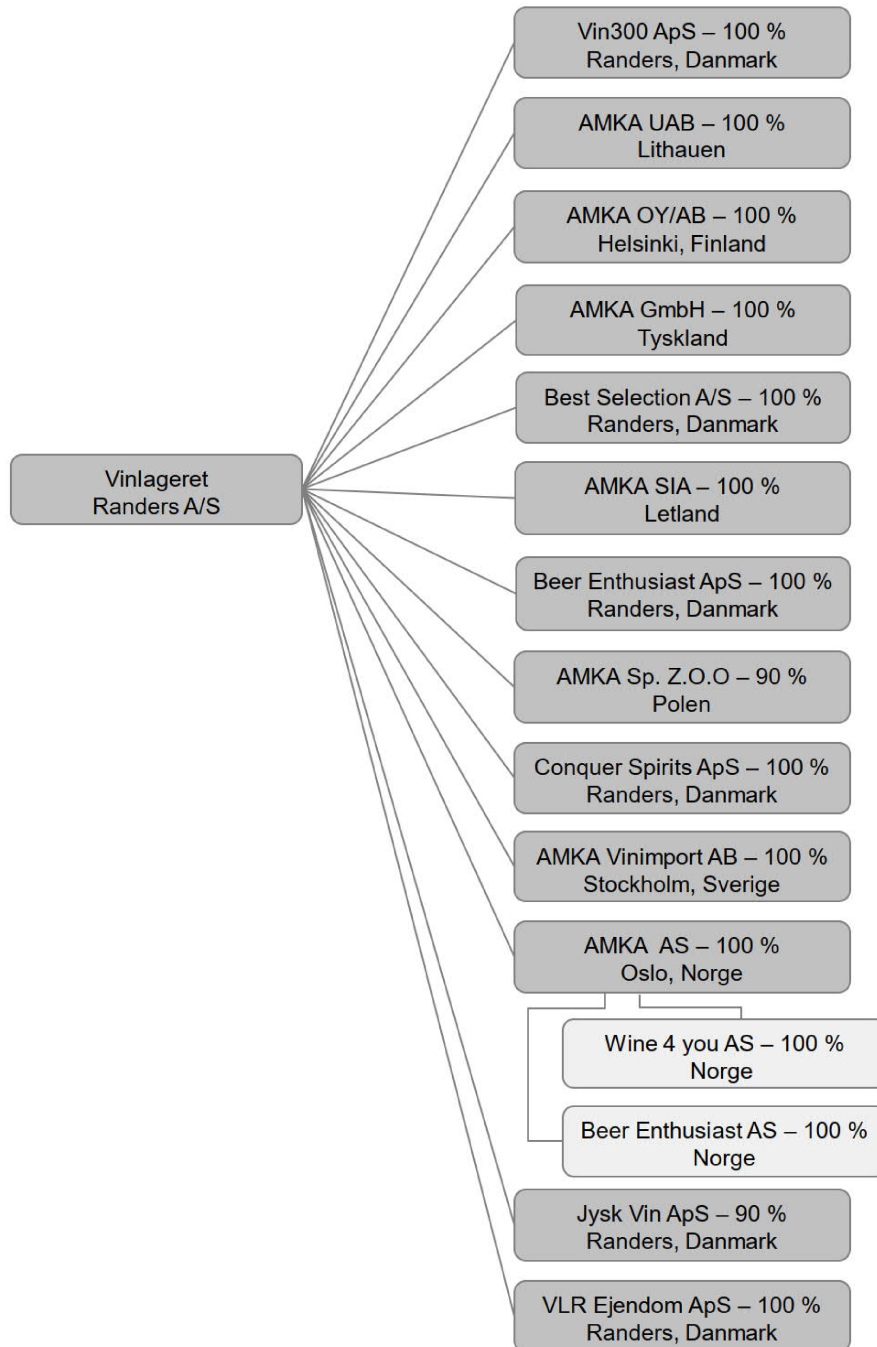 Vin300 ApS – 100 %
Randers, Danmark
AMKA UAB – 100 %
Lithauen
AMKA OY/AB – 100 %
Helsinki, Finland
AMKA GmbH – 100 %
Tyskland
Best Selection A/S – 100 %
Randers, Danmark
Vinlageret
Randers A/S
AMKA SIA – 100 %
Letland
Beer Enthusiast ApS – 100 %
Randers, Danmark
AMKA Sp. Z.O.O – 90 %
Polen
Conquer Spirits ApS – 100 %
Randers, Danmark
AMKA Vinimport AB – 100 %
Stockholm, Sverige
AMKA  AS – 100 %
Oslo, Norge
Wine 4 you AS – 100 %
Norge
Beer Enthusiast AS – 100 %
Norge
Jysk Vin ApS – 90 %
Randers, Danmark
VLR Ejendom ApS – 100 %
Randers, Danmark